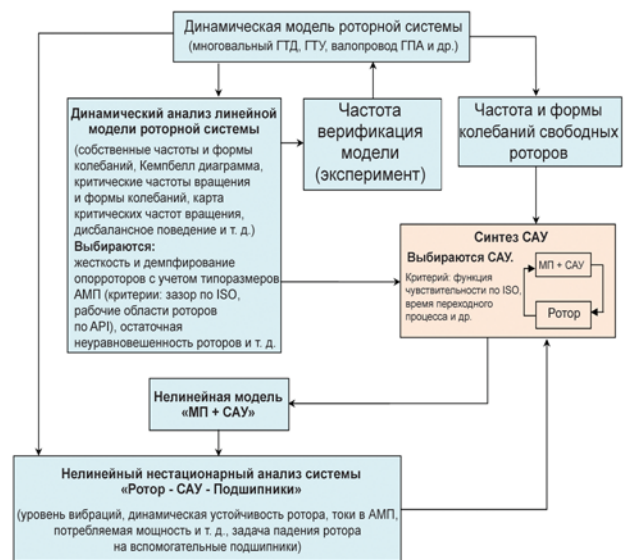 Динамическая модель роторной системы
(многовальный ГТД, ГТУ, валопровод ГПА и др.)
Динамический анализ линейной
модели роторной системы
(собственные частоты и формы
колебаний, Кемпбелл диаграмма,
критические частоты вращения
и формы колебаний, карта
критических частот вращения,
дисбалансное поведение и т. д.)
Выбираются:
жесткость и демпфирование
опорроторов с учетом типоразмеров
АМП (критерии: зазор по ISO,
рабочие области роторов
по API), остаточная
неуравновешенность роторов и т. д.
Частота
верификация
модели
(эксперимент)
Частота и формы
колебаний свободных
роторов
Синтез САУ
Выбираются САУ.
Критерий: функция
чувствительности по ISO,
время переходного
процесса и др.
МП + САУ
Ротор
Нелинейная модель
«МП + САУ»
Нелинейный нестационарный анализ системы
«Ротор - САУ - Подшипники»
(уровень вибраций, динамическая устойчивость ротора, токи в АМП,
потребляемая мощность и т. д., задача падения ротора
на вспомогательные подшипники)